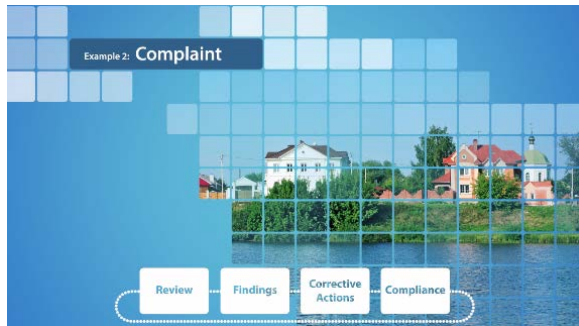 Example 2: Complaint
Review
Findings
Corrective
Actions
Compliance